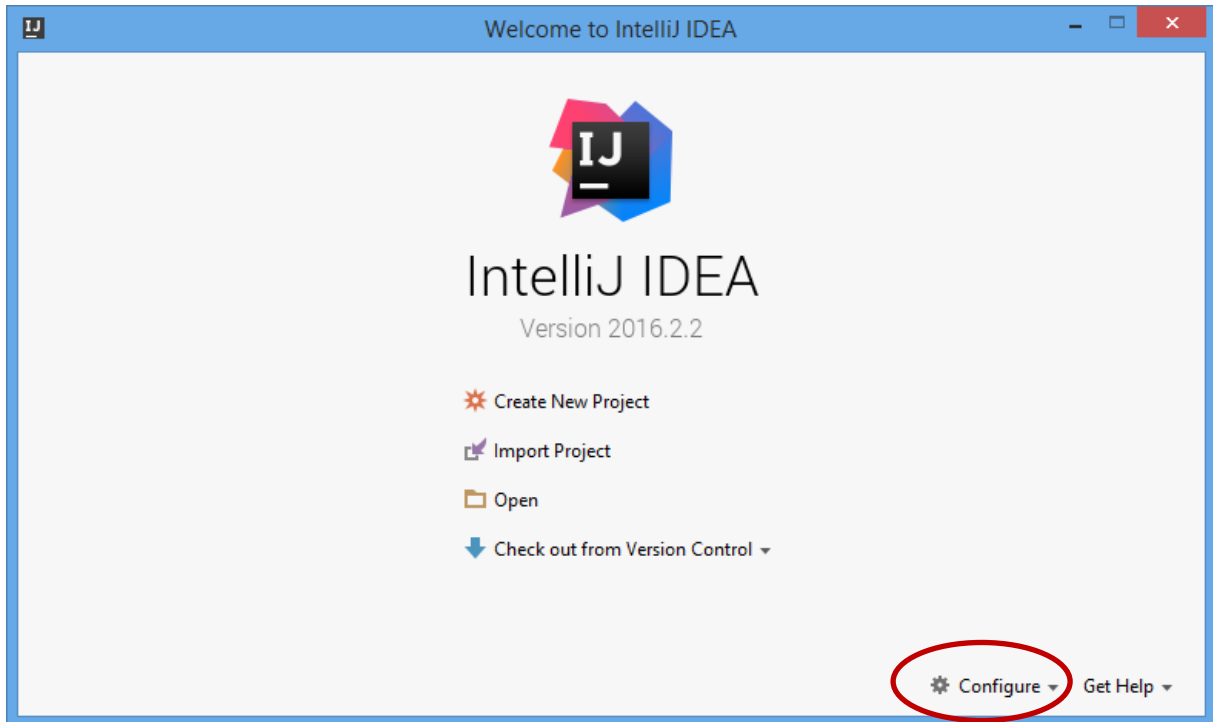 IJ
Welcome to IntelliJ IDEA
IJ
IntelliJ IDEA
Version 2016.2.2
Create New Project
Import Project
Open
Check out from Version Control
Configure Get Help